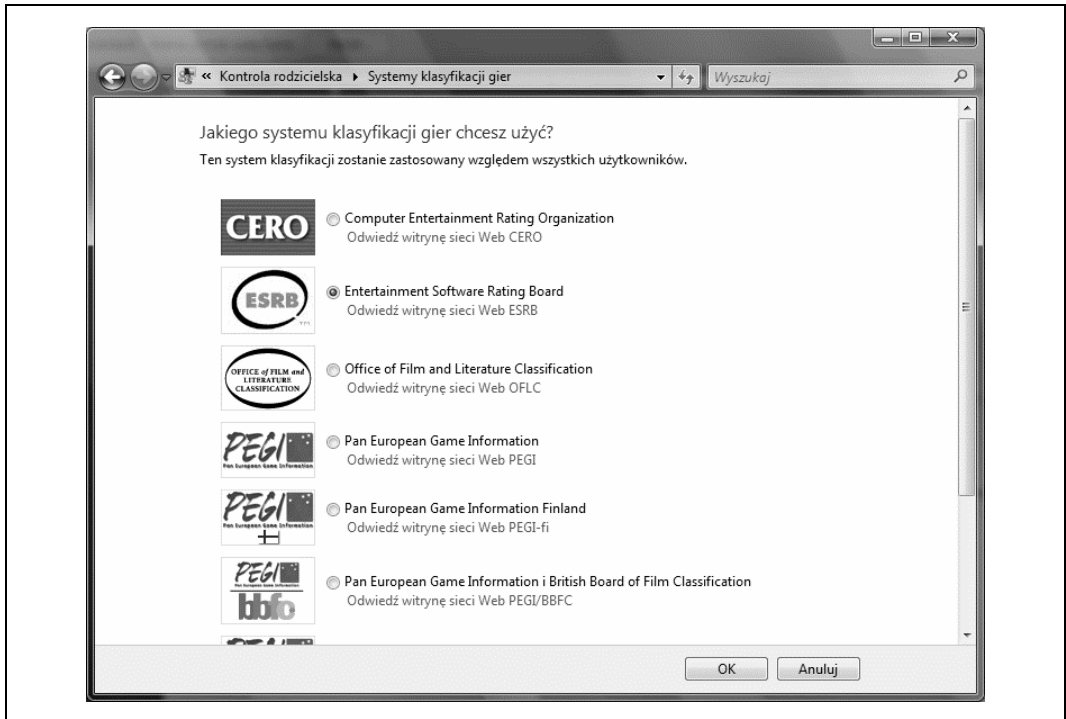 Kontrola rodzicielska
Systemy klasyfikacji gier
Wyszukaj
Jakiego systemu klasyfikacji gier chcesz użyć?
Ten system klasyfikacji zostanie zastosowany względem wszystkich użytkowników.
CERO
Computer Entertainment Rating Organization
Odwiedź witrynę sieci Web CERO
ESRB
TM
Entertainment Software Rating Board
Odwiedź witrynę sieci Web ESRB
OFFICE of FILM and
LITERATURE
CLASSIFICATION
Office of Film and Literature Classification
Odwiedź witrynę sieci Web OFLC
PEGI
Pan European Game Information
Pan European Game Information
Odwiedź witrynę sieci Web PEGI
PEGI
Pan European Game Information
Pan European Game Information Finland
Odwiedź witrynę sieci Web PEGI-fi
PEGI
Pan European Game Information
bbfc
Pan European Game Information i British Board of Film Classification
Odwiedź witrynę sieci Web PEGI/BBFC
OK
Anuluj